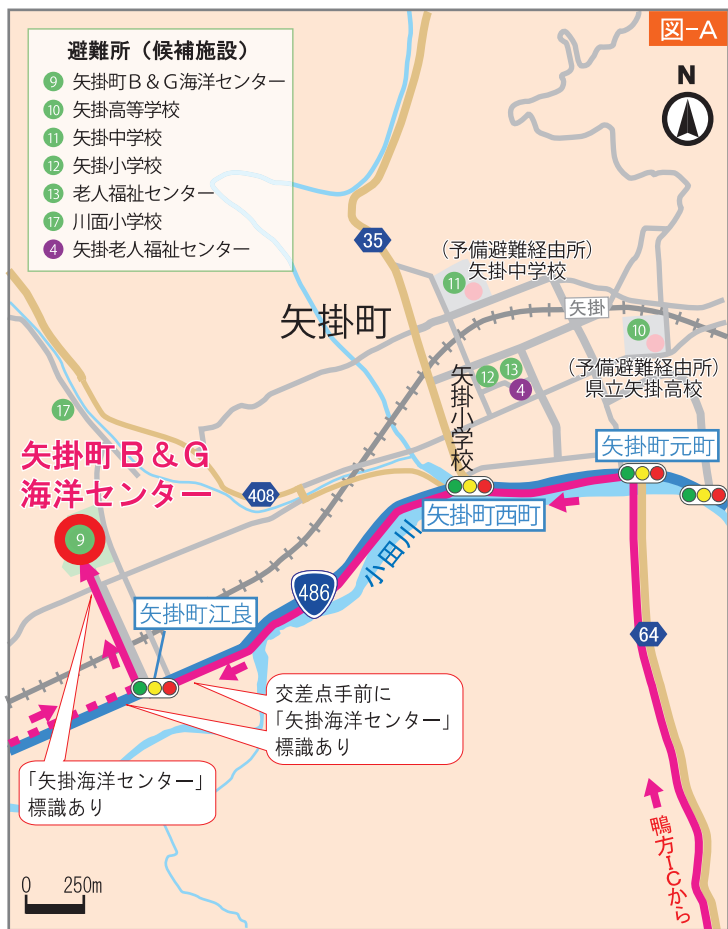 図-A
避難所（候補施設）
9 矢掛町B＆G海洋センター
10 矢掛高等学校
11 矢掛中学校
12 矢掛小学校
13 老人福祉センター
17 川面小学校
4 矢掛老人福祉センター
N
35
（予備避難経由所）
矢掛中学校
11
矢掛町
矢掛
10
（予備避難経由所）
県立矢掛高校
12
13
4
矢掛小学校
17
矢掛町B＆G
海洋センター
408
矢掛町元町
矢掛町西町
小田川
9
486
矢掛町江良
64
交差点手前に
「矢掛海洋センター」
標識あり
「矢掛海洋センター」
標識あり
鴨方ICから
0 250m